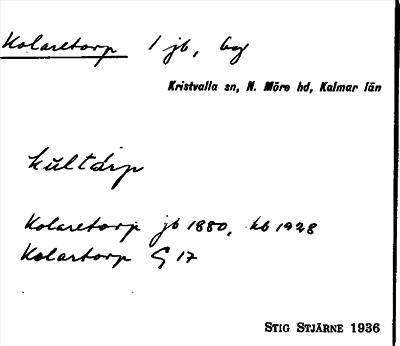 Kolaretorp 1 jb, by
Kristvalla sn, N. Möre hd, Kalmar län
kultårp
Kolaretorp jb 1880, kb 1928
Kolartorp G 17
STIG STJÄRNE 1936